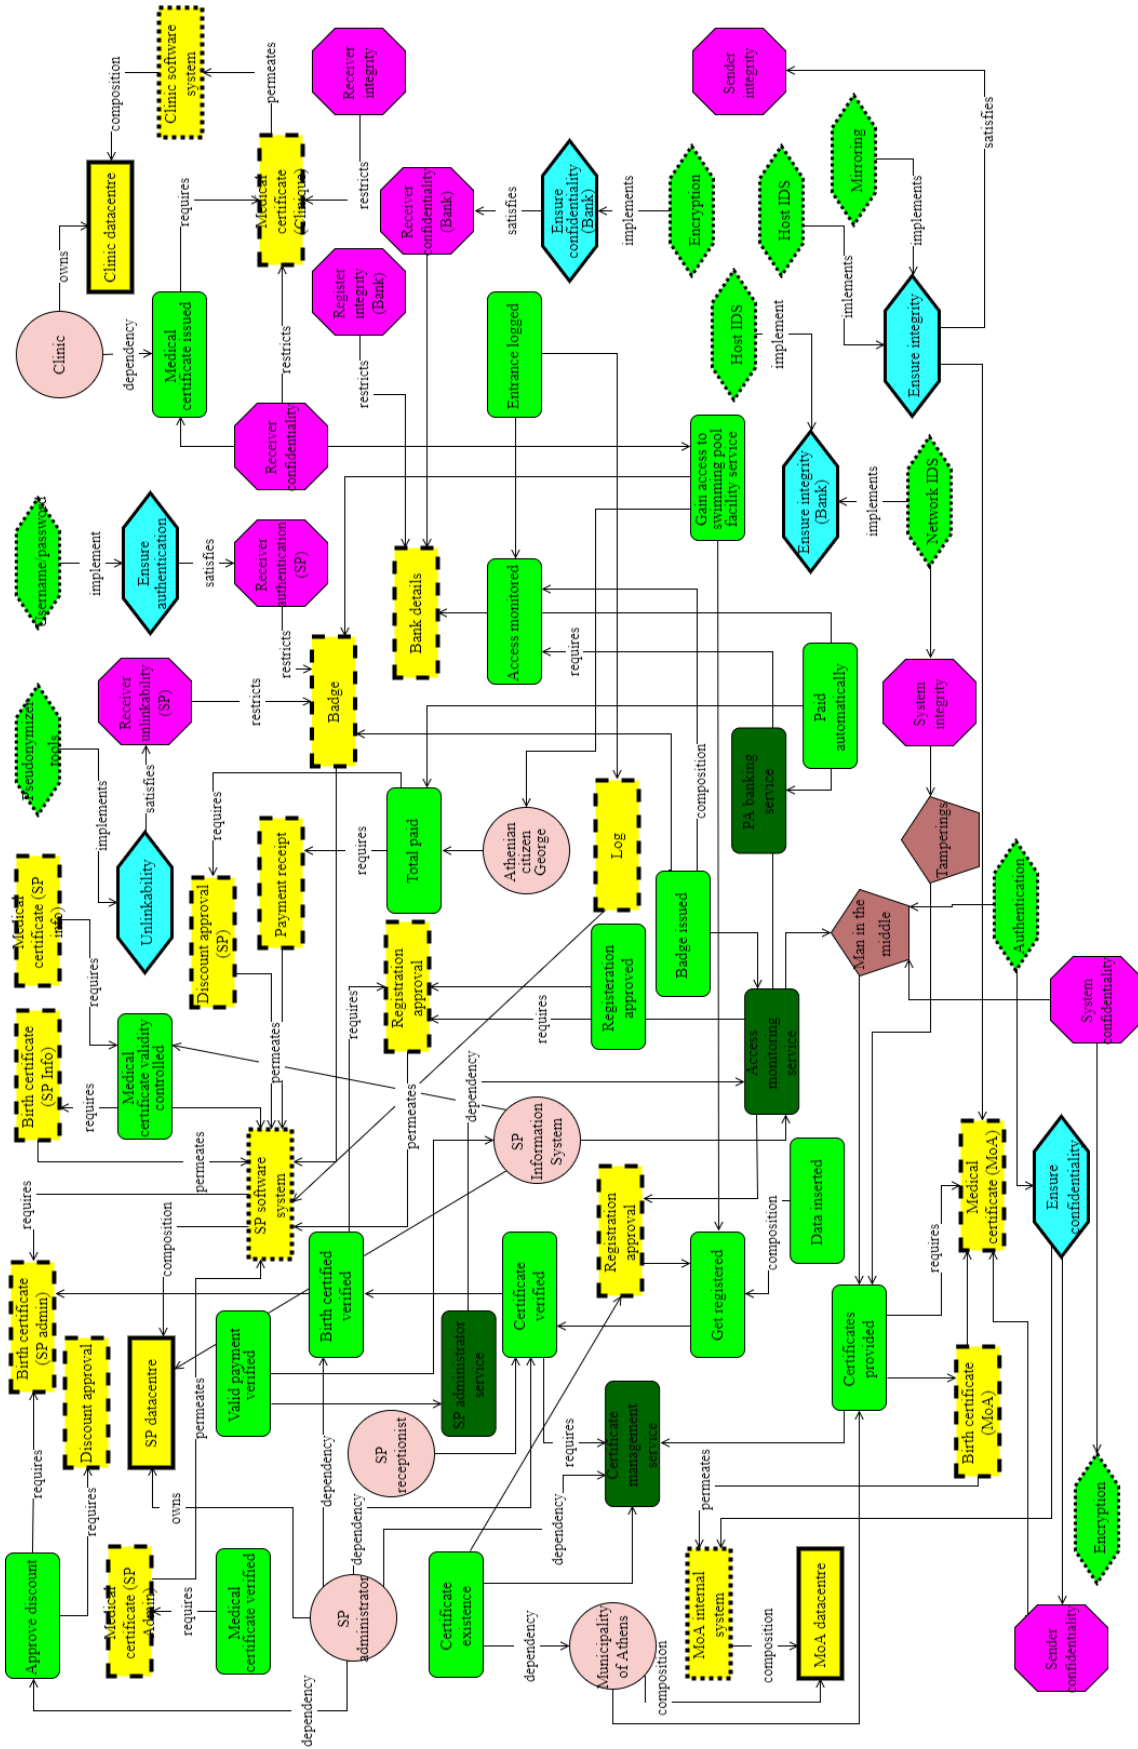 Approve discount
Birth certificate
(SP admin)
requires
Birth certificate
(SP Info)
Medical
certificate (SP
info)
Pseudonymizer
tools
Username/password
Clinic
owns
requires
requires
Discount approval
requires
requires
implements
implement
Clinic datacentre
composition
Medical
certificate (SP
Admin)
SP datacentre
Medical
certificate validity
controlled
Unlinkability
Ensure
authentication
dependency
satisfies
Receiver
unlinkability
(SP)
owns
composition
requires
permeates
permeates
Medical
certificate issued
requires
Clinic software
system
Medical
certificate verified
Valid payment
verified
Discount approval
(SP)
requires
satisfies
restricts
SP software
system
permeates
Payment receipt
Receiver
authentication
(SP)
restricts
Receiver
confidentiality
restricts
Medical
certificate
(Clinique)
permeates
dependency
dependency
SP
administrator
Birth certified
verified
Badge
Register
integrity
(Bank)
Receiver
integrity
dependency
requires
requires
restricts
restricts
SP
receptionist
permeates
Registration
approval
Total paid
Bank details
Receiver
confidentiality
(Bank)
Certificate
existence
SP administrator
service
dependency
satisfies
dependency
Certificate
verified
SP
Information
System
requires
Athenian
citizen
George
Access monitored
Entrance logged
Ensure
confidentiality
(Bank)
dependency
requires
requires
implements
Municipality
of Athens
Certificate
management
service
Registration
approval
Registeration
approved
Log
composition
permeates
Badge issued
composition
Gain access to
swimming pool
facility service
Encryption
MoA internal
system
Get registered
Host IDS
Sender
integrity
composition
composition
Access
monitoring
service
PA banking
service
implement
Host IDS
MoA datacentre
Data inserted
Paid
automatically
Ensure integrity
(Bank)
imlements
Mirroring
Certificates
provided
Man in the
middle
implements
implements
requires
Tamperings
System
integrity
Network IDS
Ensure integrity
Birth certificate
(MoA)
Medical
certificate (MoA)
satisfies
Authentication
Sender
confidentiality
Ensure
confidentiality
System
confidentiality
Encryption